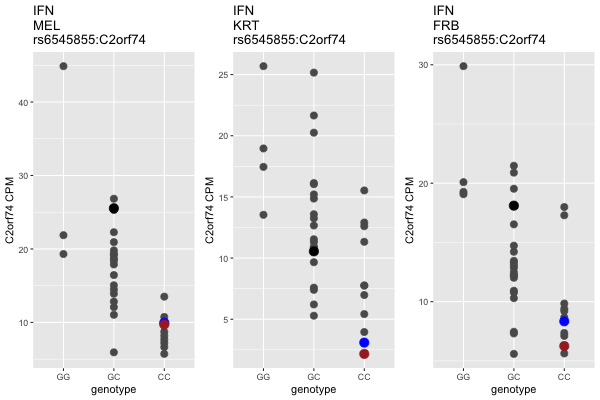 IFN
MEL
rs6545855:C2orf74
C2orf74 CPM
40
30
20
10
GG
GC
CC
genotype
IFN
KRT
rs6545855:C2orf74
C2orf74 CPM
25
20
15
10
5
GG
GC
CC
genotype
IFN
FRB
rs6545855:C2orf74
C2orf74 CPM
30
20
10
GG
GC
CC
genotype